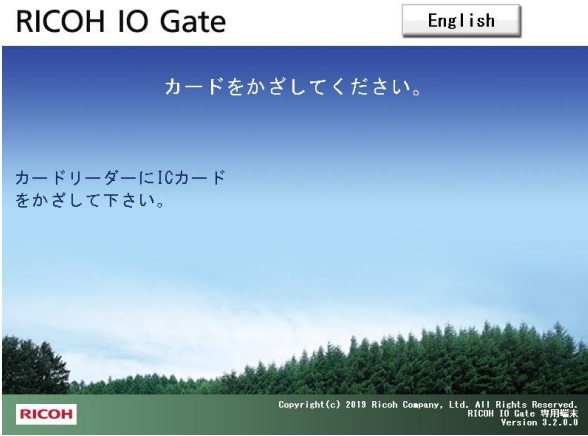 RICOH IO Gate
English
カードをかざしてください。
カードリーダーにICカード
をかざして下さい。
RICOH
Copyright(c) 2013 Ricoh Company, Ltd. All Rights Reserved.
RICOH IO Gate 専用端末
Version 3.2.0.0